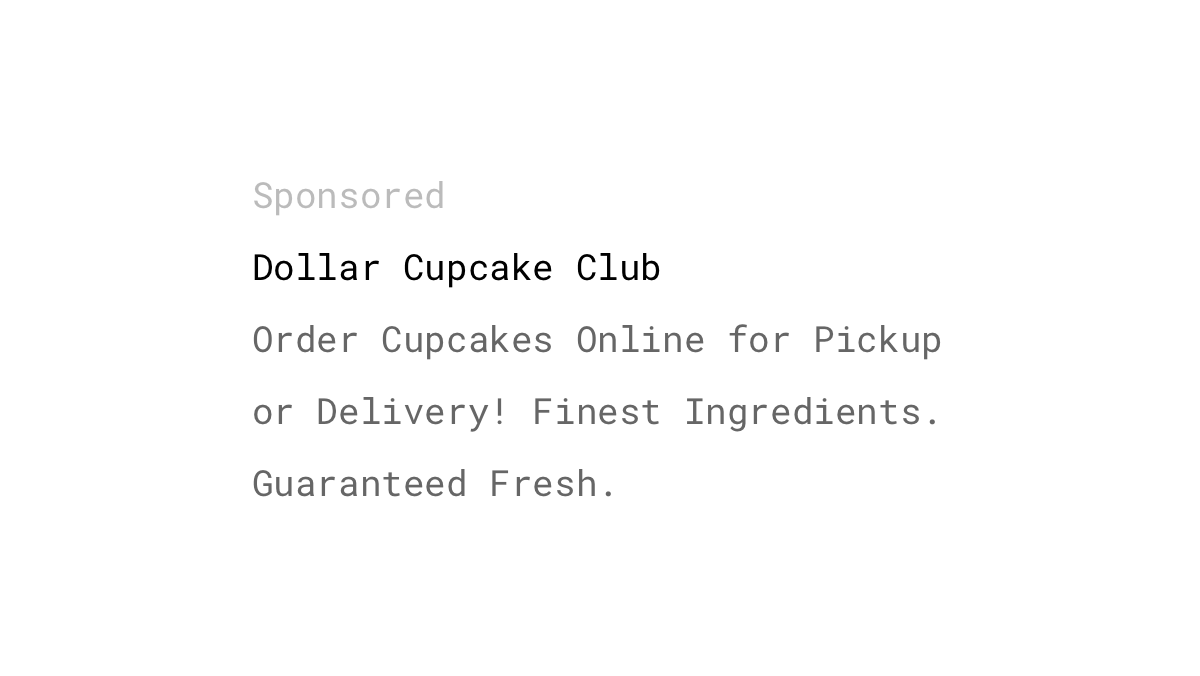 Sponsored
Dollar Cupcake Club
Order Cupcakes Online for Pickup
or Delivery! Finest Ingredients.
Guaranteed Fresh.